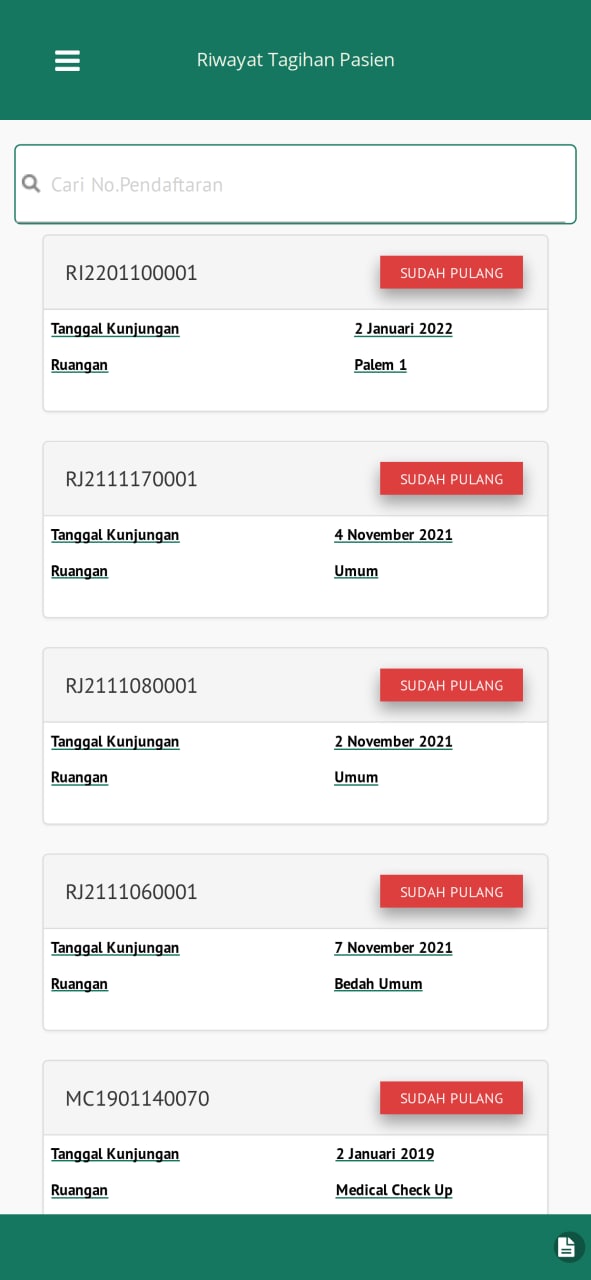 Riwayat Tagihan Pasien
Cari No.Pendaftaran
RI2201100001 SUDAH PULANG
Tanggal Kunjungan 2 Januari 2022
Ruangan Palem 1
RJ2111170001 SUDAH PULANG
Tanggal Kunjungan 4 November 2021
Ruangan Umum
RJ2111080001 SUDAH PULANG
Tanggal Kunjungan 2 November 2021
Ruangan Umum
RJ2111060001 SUDAH PULANG
Tanggal Kunjungan 7 November 2021
Ruangan Bedah Umum
MC1901140070 SUDAH PULANG
Tanggal Kunjungan 2 Januari 2019
Ruangan Medical Check Up